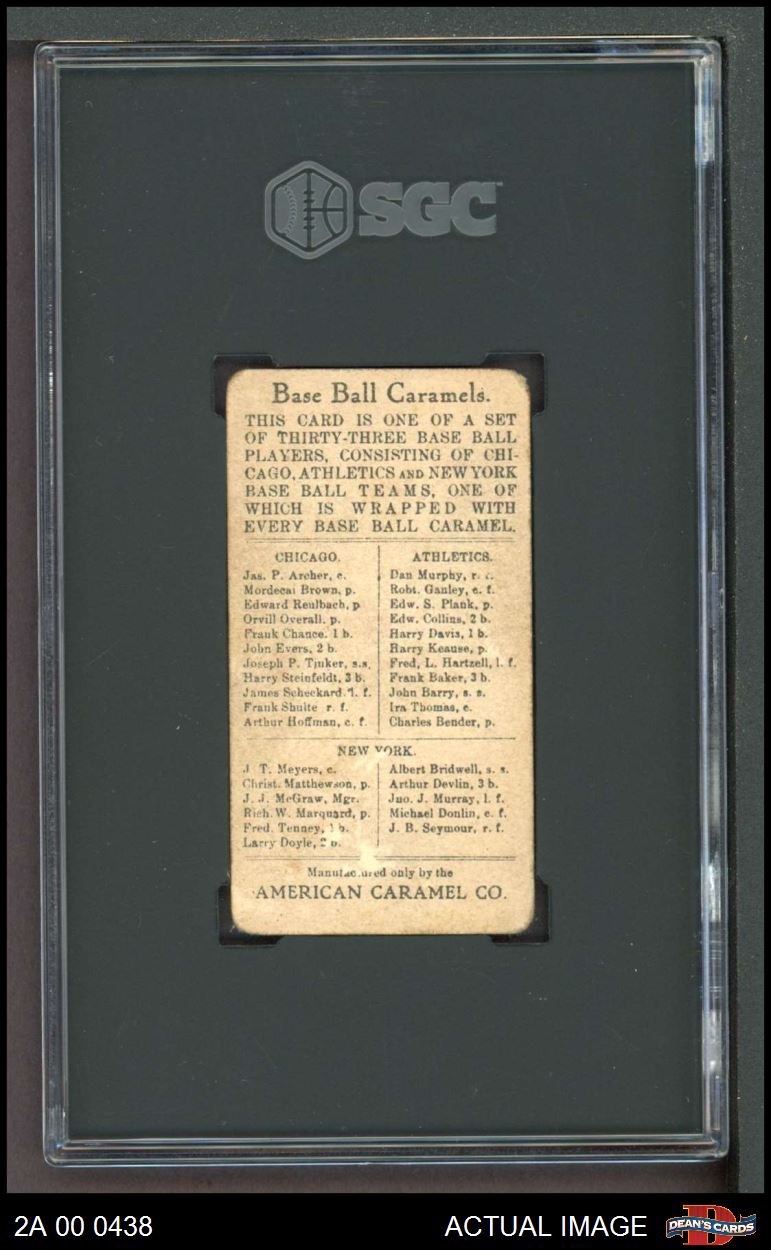 SGC
Base Ball Caramels.
THIS CARD IS ONE OF A SET
OF THIRTY-THREE BASE BALL
PLAYERS, CONSISTING OF CHI-
CAGO, ATHLETICS AND NEW YORK
BASE BALL TEAMS, ONE OF
WHICH IS WRAPPED WITH
EVERY BASE BALL CARAMEL.
CHICAGO.
Jas. P. Archer, c.
Mordecai Brown, p.
Edward Reulbach, p
Orvill Overall, p.
Frank Chance, 1 b.
John Evers, 2 b.
Joseph P. Tinker, s.s.
Harry Steinfeldt, 3 b.
James Scheckard, l. f.
Frank Shulte r. f.
Arthur Hoffman, c. f.
ATHLETICS.
Dan Murphy, r.
Robt. Ganley, c. f.
Edw. S. Plank, p.
Edw. Collins, 2 b.
Harry Davis, 1 b.
Harry Keause, p.
Fred, L. Hartzell, l. f.
Frank Baker, 3 b.
John Barry, s. s.
Ira Thomas, c.
Charles Bender, p.
NEW YORK.
J T. Meyers, c.
Christ. Matthewson, p.
J. J. McGraw, Mgr.
Rich. W. Marquard, p.
Fred. Tenney, 1 b.
Larry Doyle, 2 b.
Albert Bridwell, s. s.
Arthur Devlin, 3 b.
Jno. J. Murray, l. f.
Michael Donlin, c. f.
J. B. Seymour, r. f.
Manufactured only by the
AMERICAN CARAMEL CO.
2A 00 0438
ACTUAL IMAGE
DEAN'S CARDS